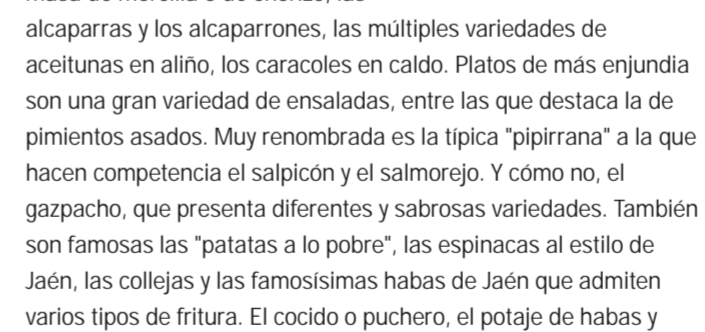 alcaparras y los alcaparrones, las múltiples variedades de
aceitunas en aliño, los caracoles en caldo. Platos de más enjundia
son una gran variedad de ensaladas, entre las que destaca la de
pimientos asados. Muy renombrada es la típica "pipirrana" a la que
hacen competencia el salpicón y el salmorejo. Y cómo no, el
gazpacho, que presenta diferentes y sabrosas variedades. También
son famosas las "patatas a lo pobre", las espinacas al estilo de
Jaén, las collejas y las famosísimas habas de Jaén que admiten
varios tipos de fritura. El cocido o puchero, el potaje de habas y